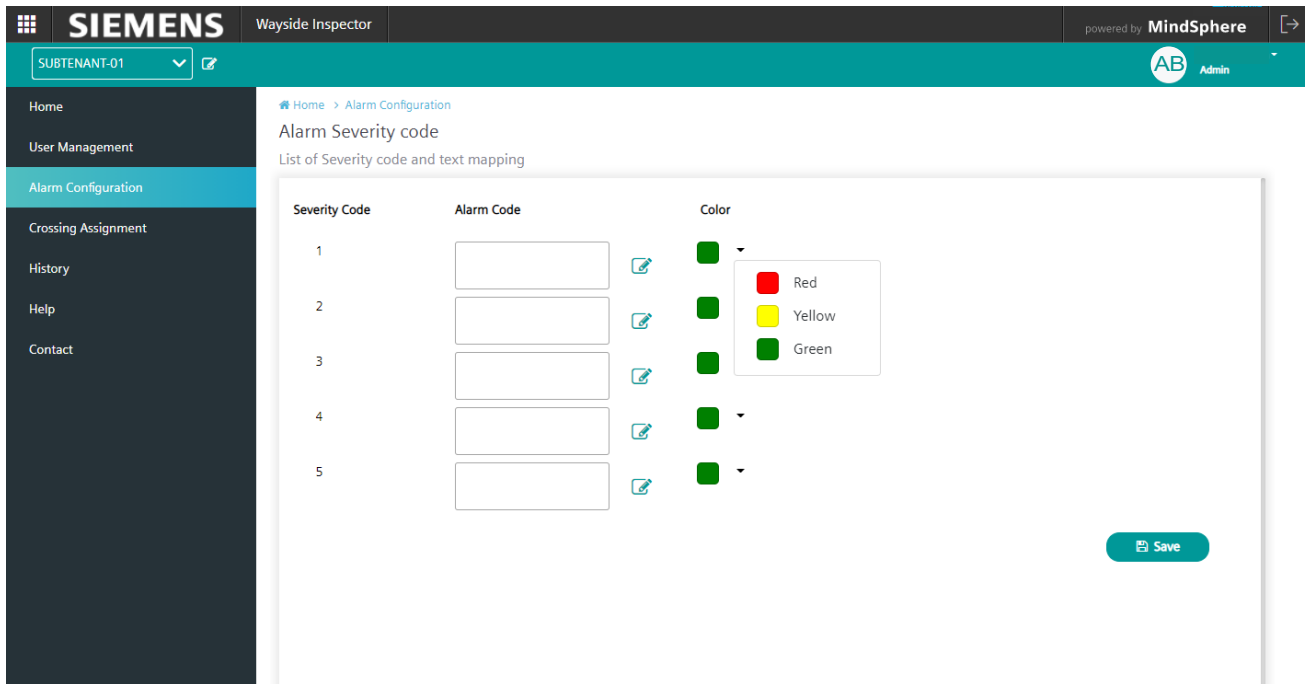 SIEMENS Wayside Inspector powered by MindSphere
SUBTENANT-01 AB Admin
Home
User Management
Alarm Configuration
Crossing Assignment
History
Help
Contact
Home > Alarm Configuration
Alarm Severity code
List of Severity code and text mapping
Severity Code Alarm Code Color
1
Red
2
Yellow
Green
3
4
5
Save